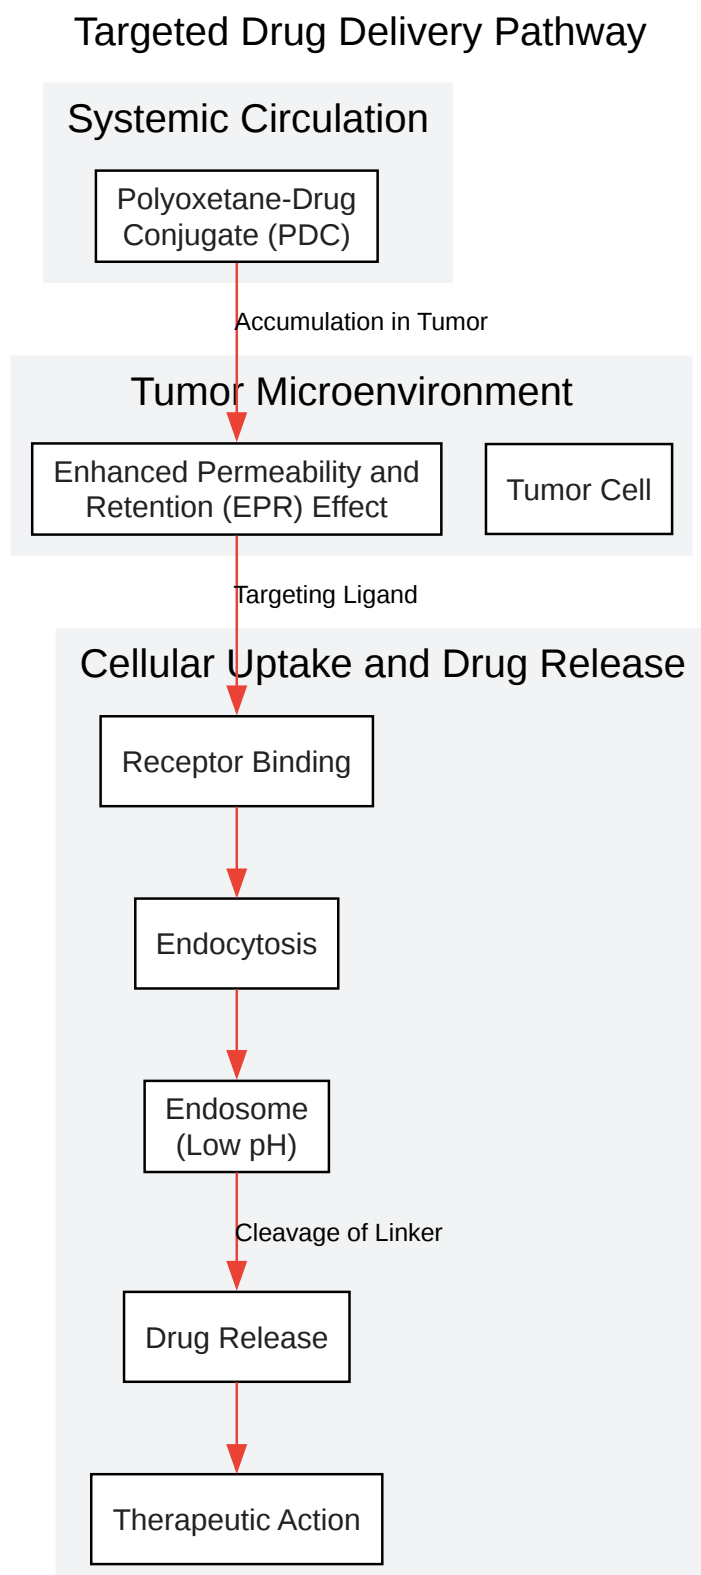 Targeted Drug Delivery Pathway
Systemic Circulation
Polyoxetane-Drug
Conjugate (PDC)
Accumulation in Tumor
Tumor Microenvironment
Enhanced Permeability and
Retention (EPR) Effect
Tumor Cell
Targeting Ligand
Cellular Uptake and Drug Release
Receptor Binding
Endocytosis
Endosome
(Low pH)
Cleavage of Linker
Drug Release
Therapeutic Action